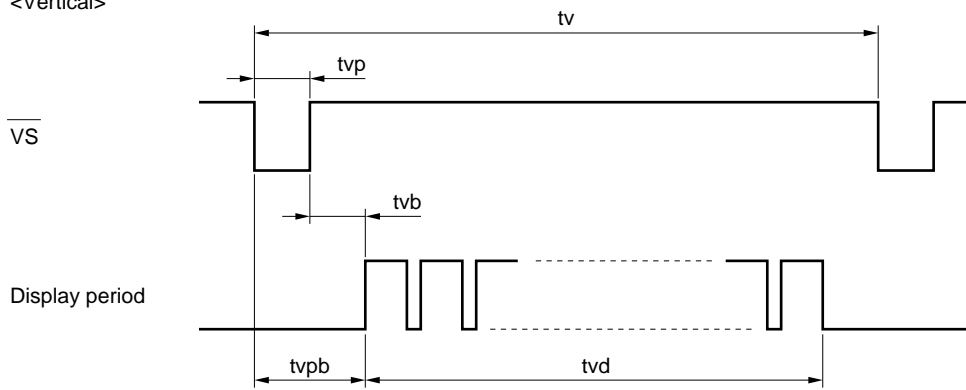 <Vertical>
tv
tvp
VS
tvb
Display period
tvpb
tvd